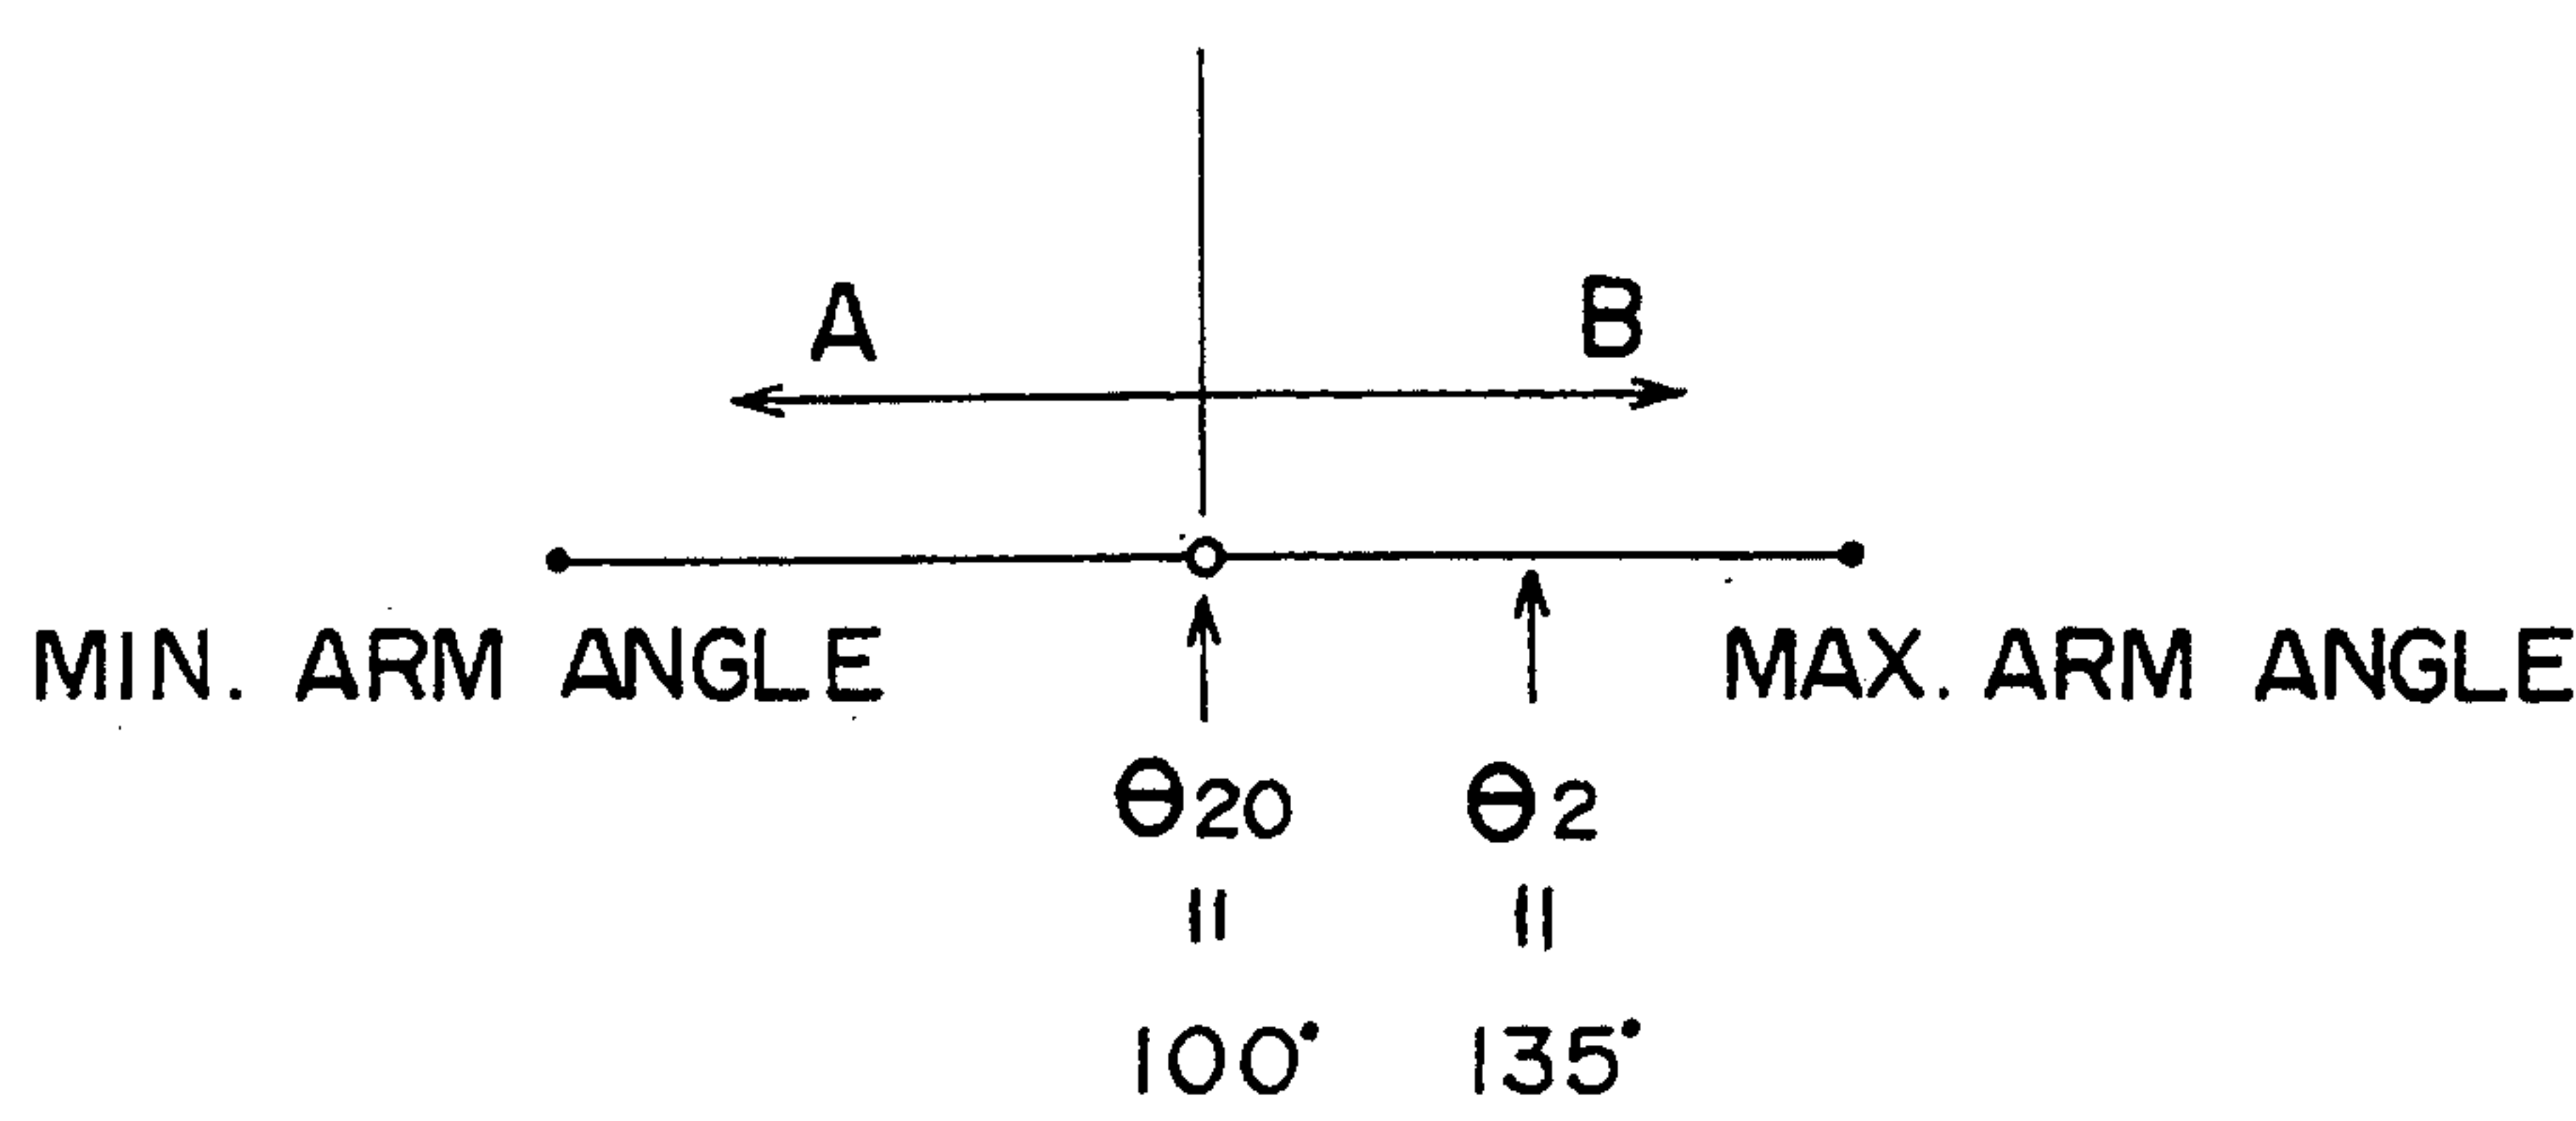 A B
MIN. ARM ANGLE MAX. ARM ANGLE
θ20 θ2
= =
100° 135°